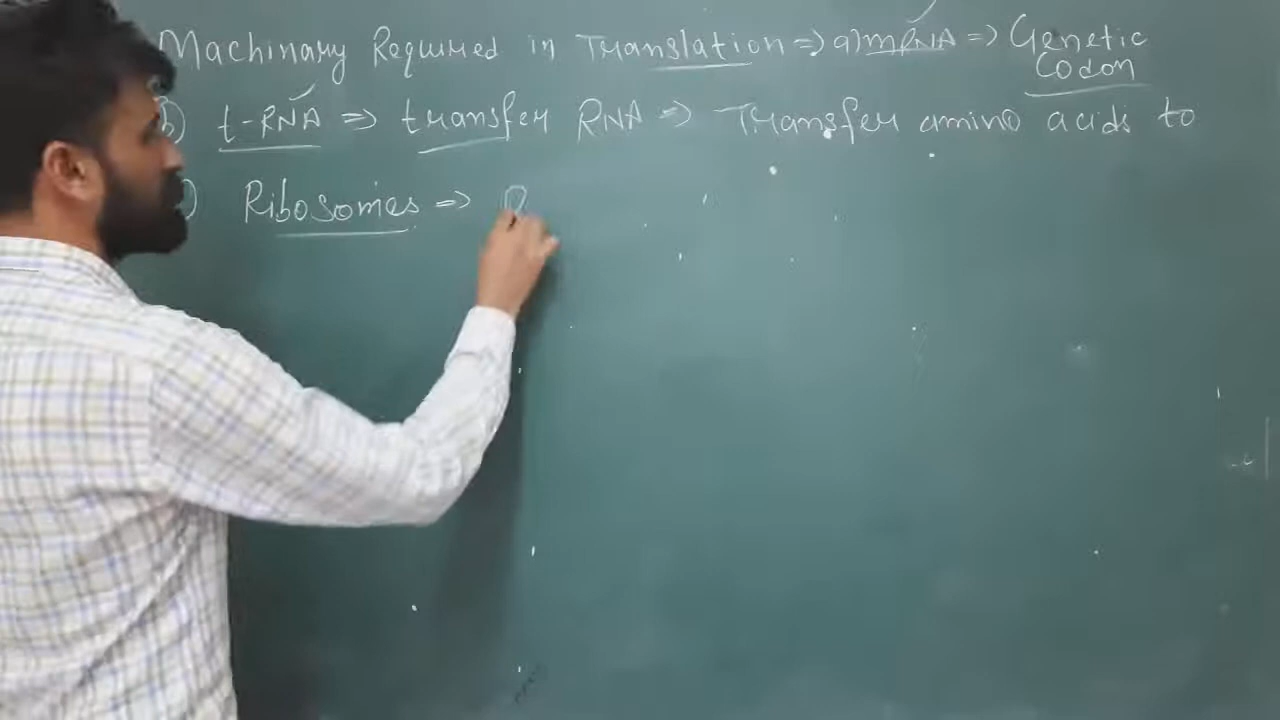 Machinary Required in Translation ⇒ a) mRNA ⇒ Genetic
Codon
b) t-RNA ⇒ transfer RNA ⇒ Transfer amino acids to
) Ribosomes ⇒